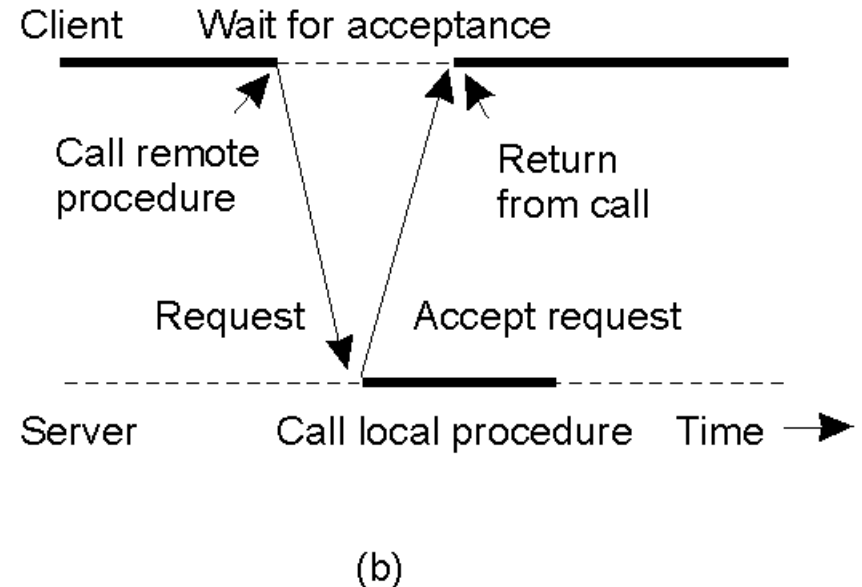 Client Wait for acceptance
Call remote
procedure
Return
from call
Request Accept request
Server Call local procedure Time
(b)